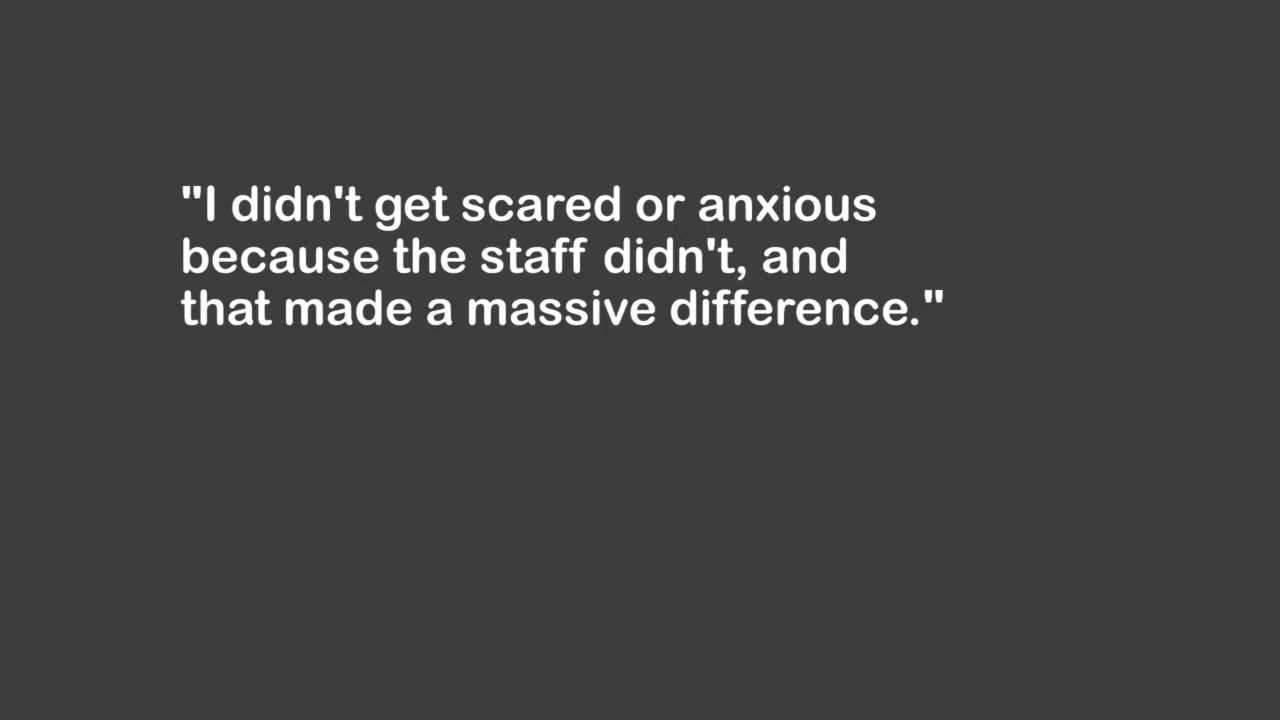 "I didn't get scared or anxious
because the staff didn't, and
that made a massive difference."